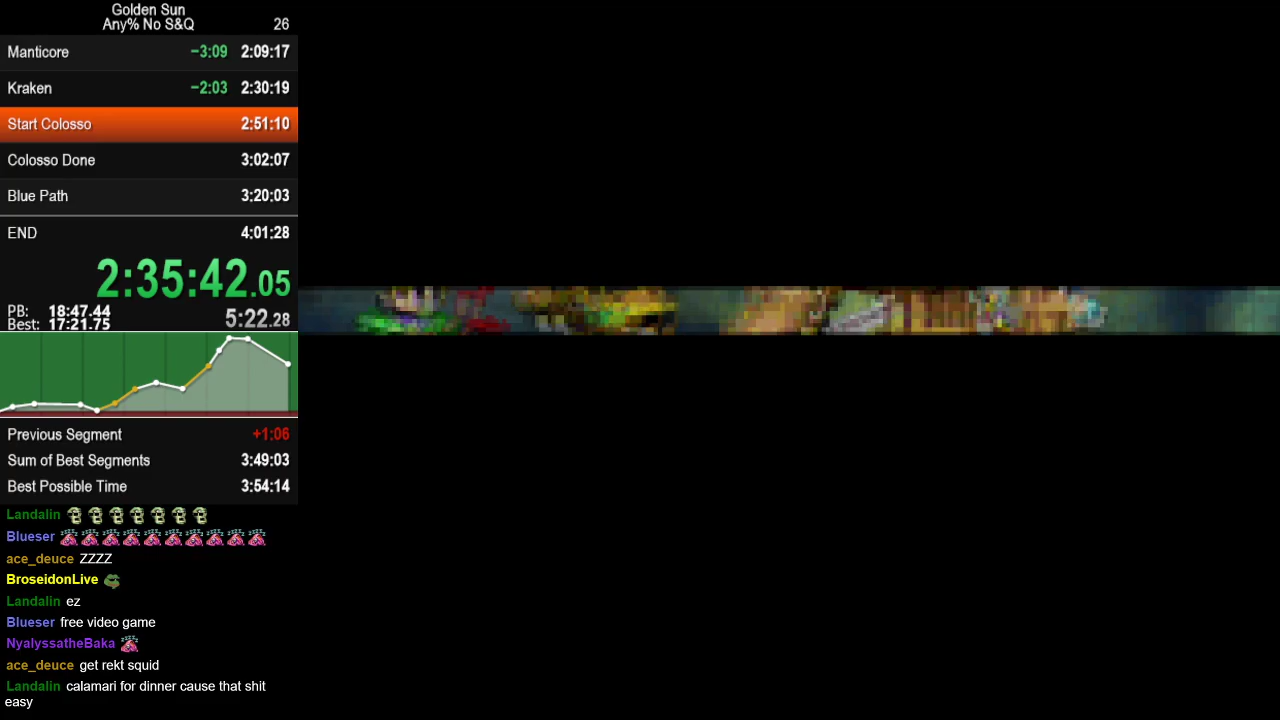 Golden Sun
Any% No S&Q 26
Manticore −3:09 2:09:17
Kraken −2:03 2:30:19
Start Colosso 2:51:10
Colosso Done 3:02:07
Blue Path 3:20:03
END 4:01:28
2:35:42.05
PB: 18:47.44
Best: 17:21.75 5:22.28
Previous Segment +1:06
Sum of Best Segments 3:49:03
Best Possible Time 3:54:14
Landalin
Blueser
ace_deuce ZZZZ
BroseidonLive
Landalin ez
Blueser free video game
NyalyssatheBaka
ace_deuce get rekt squid
Landalin calamari for dinner cause that shit
easy